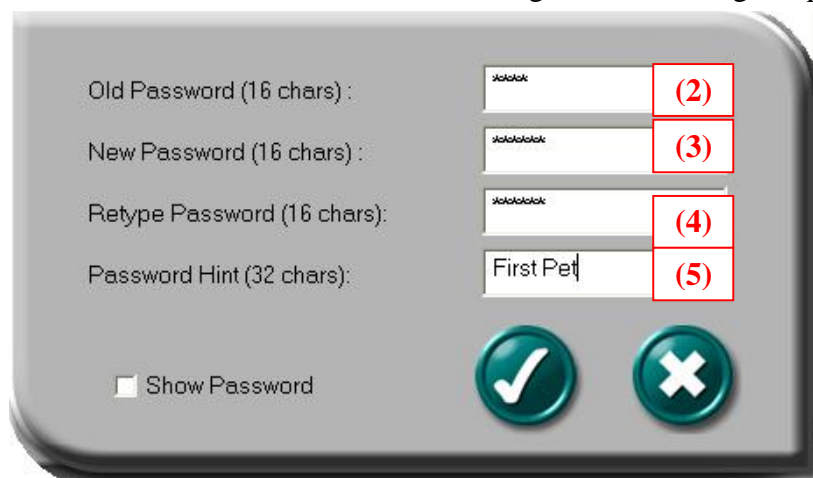 Old Password (16 chars) : **** (2)
New Password (16 chars) : ****** (3)
Retype Password (16 chars): ****** (4)
Password Hint (32 chars): First Pet (5)
Show Password